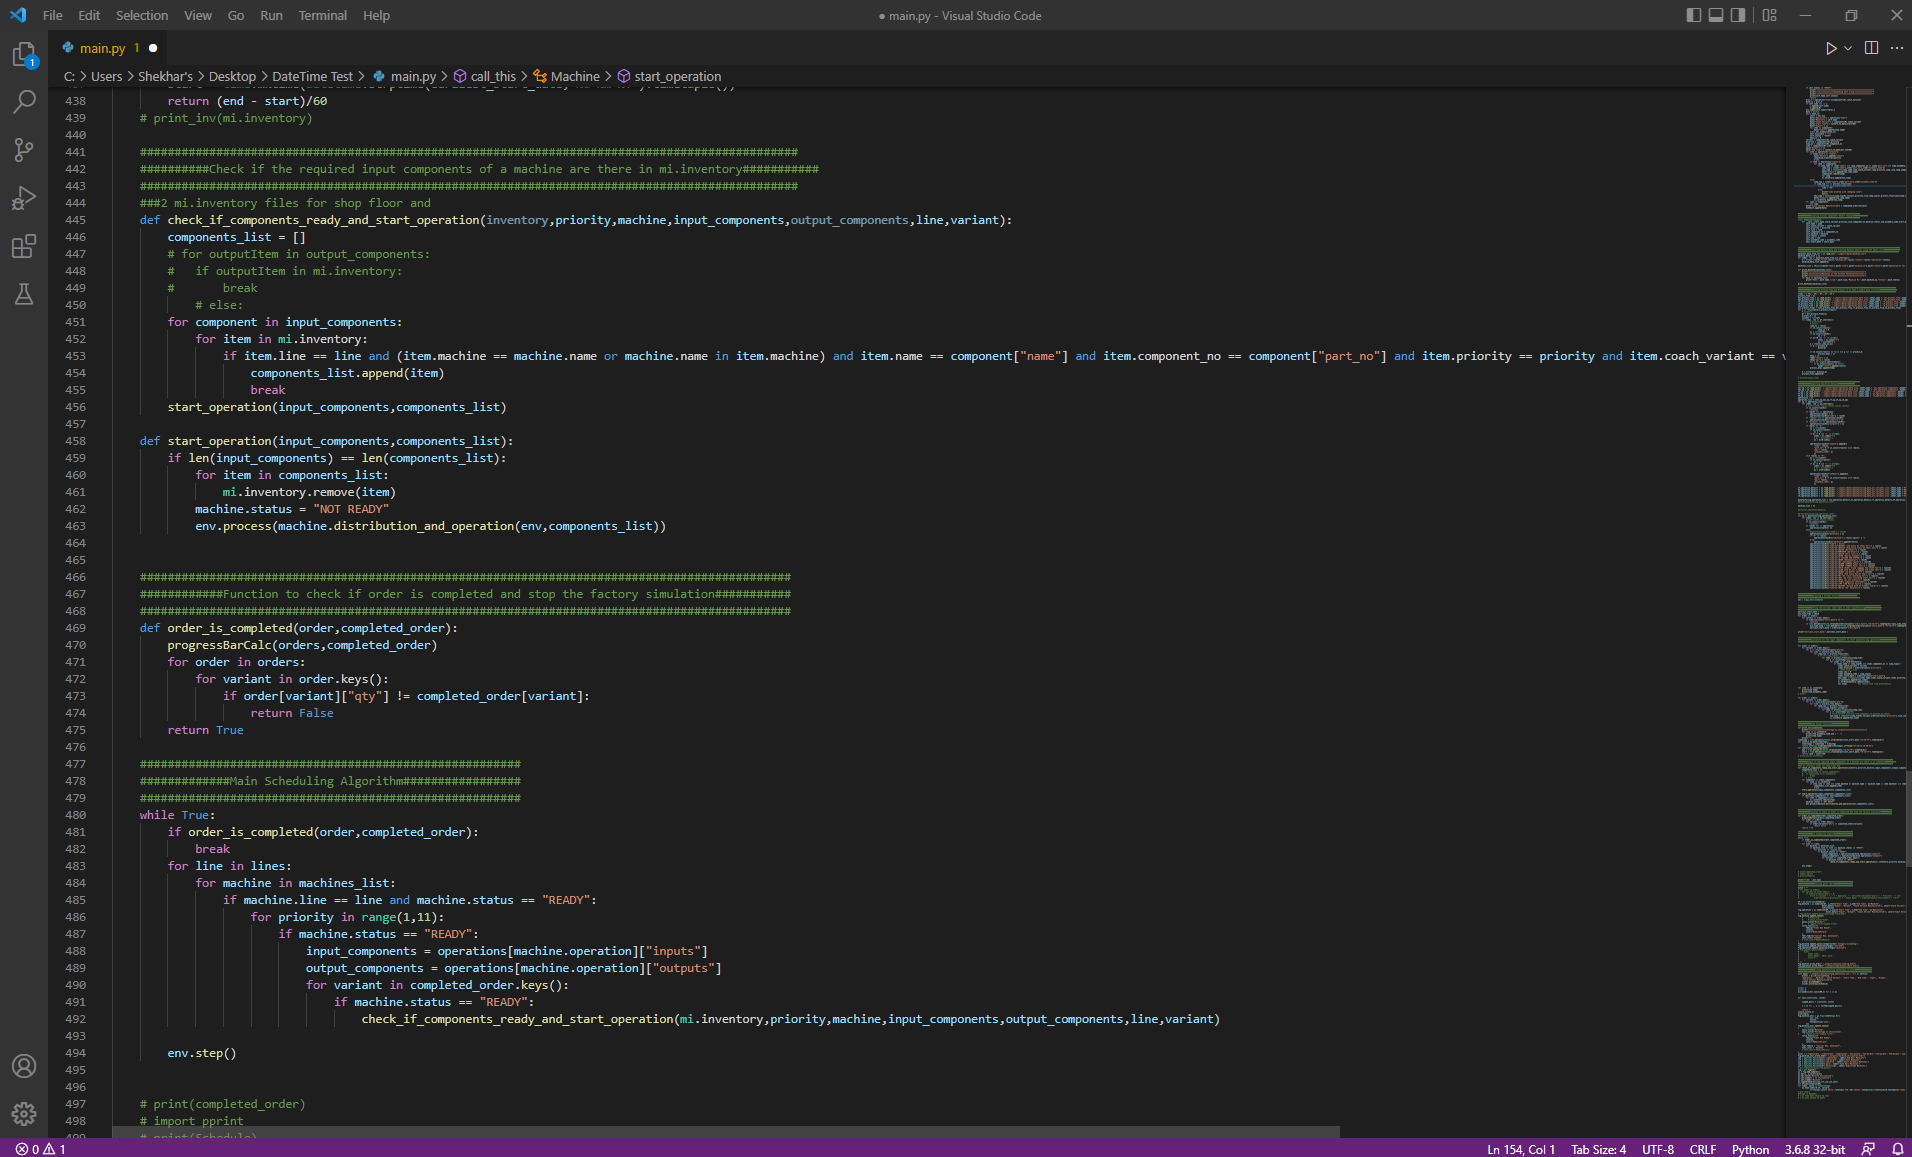 File Edit Selection View Go Run Terminal Help
● main.py - Visual Studio Code
main.py 1 ●
C: > Users > Shekhar's > Desktop > DateTime Test > main.py > call_this > Machine > start_operation
438 return (end - start)/60
439 # print_inv(mi.inventory)
440
441 ###############################################################################################
442 ##########Check if the required input components of a machine are there in mi.inventory###########
443 ###############################################################################################
444 ###2 mi.inventory files for shop floor and
445 def check_if_components_ready_and_start_operation(inventory,priority,machine,input_components,output_components,line,variant):
446 components_list = []
447 # for outputItem in output_components:
448 #   if outputItem in mi.inventory:
449 #       break
450 # else:
451 for component in input_components:
452 for item in mi.inventory:
453 if item.line == line and (item.machine == machine.name or machine.name in item.machine) and item.name == component["name"] and item.component_no == component["part_no"] and item.priority == priority and item.coach_variant ==
454 components_list.append(item)
455 break
456 start_operation(input_components,components_list)
457
458 def start_operation(input_components,components_list):
459 if len(input_components) == len(components_list):
460 for item in components_list:
461 mi.inventory.remove(item)
462 machine.status = "NOT READY"
463 env.process(machine.distribution_and_operation(env,components_list))
464
465
466 ##############################################################################################
467 ############Function to check if order is completed and stop the factory simulation###########
468 ##############################################################################################
469 def order_is_completed(order,completed_order):
470 progressBarCalc(orders,completed_order)
471 for order in orders:
472 for variant in order.keys():
473 if order[variant]["qty"] != completed_order[variant]:
474 return False
475 return True
476
477 #######################################################
478 #############Main Scheduling Algorithm#################
479 #######################################################
480 while True:
481 if order_is_completed(order,completed_order):
482 break
483 for line in lines:
484 for machine in machines_list:
485 if machine.line == line and machine.status == "READY":
486 for priority in range(1,11):
487 if machine.status == "READY":
488 input_components = operations[machine.operation]["inputs"]
489 output_components = operations[machine.operation]["outputs"]
490 for variant in completed_order.keys():
491 if machine.status == "READY":
492 check_if_components_ready_and_start_operation(mi.inventory,priority,machine,input_components,output_components,line,variant)
493
494 env.step()
495
496
497 # print(completed_order)
498 # import pprint
499 # print(Schedule)
1
0 1
Ln 154, Col 1 Tab Size: 4 UTF-8 CRLF Python 3.6.8 32-bit